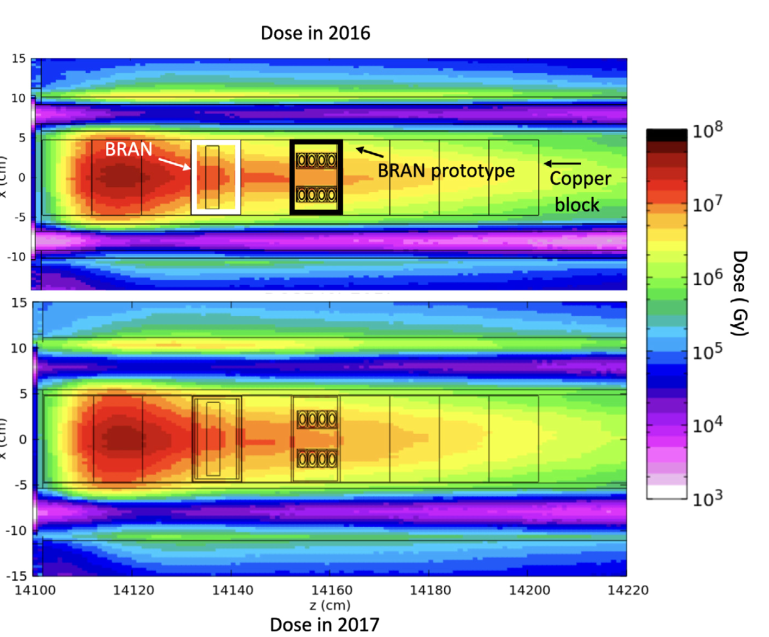 Dose in 2016
15
10
5
0
-5
-10
x (cm)
BRAN
BRAN prototype
Copper
block
10^8
10^7
10^6
10^5
10^4
10^3
Dose ( Gy)
15
10
5
0
-5
-10
-15
x (cm)
14100 14120 14140 14160 14180 14200 14220
z (cm)
Dose in 2017